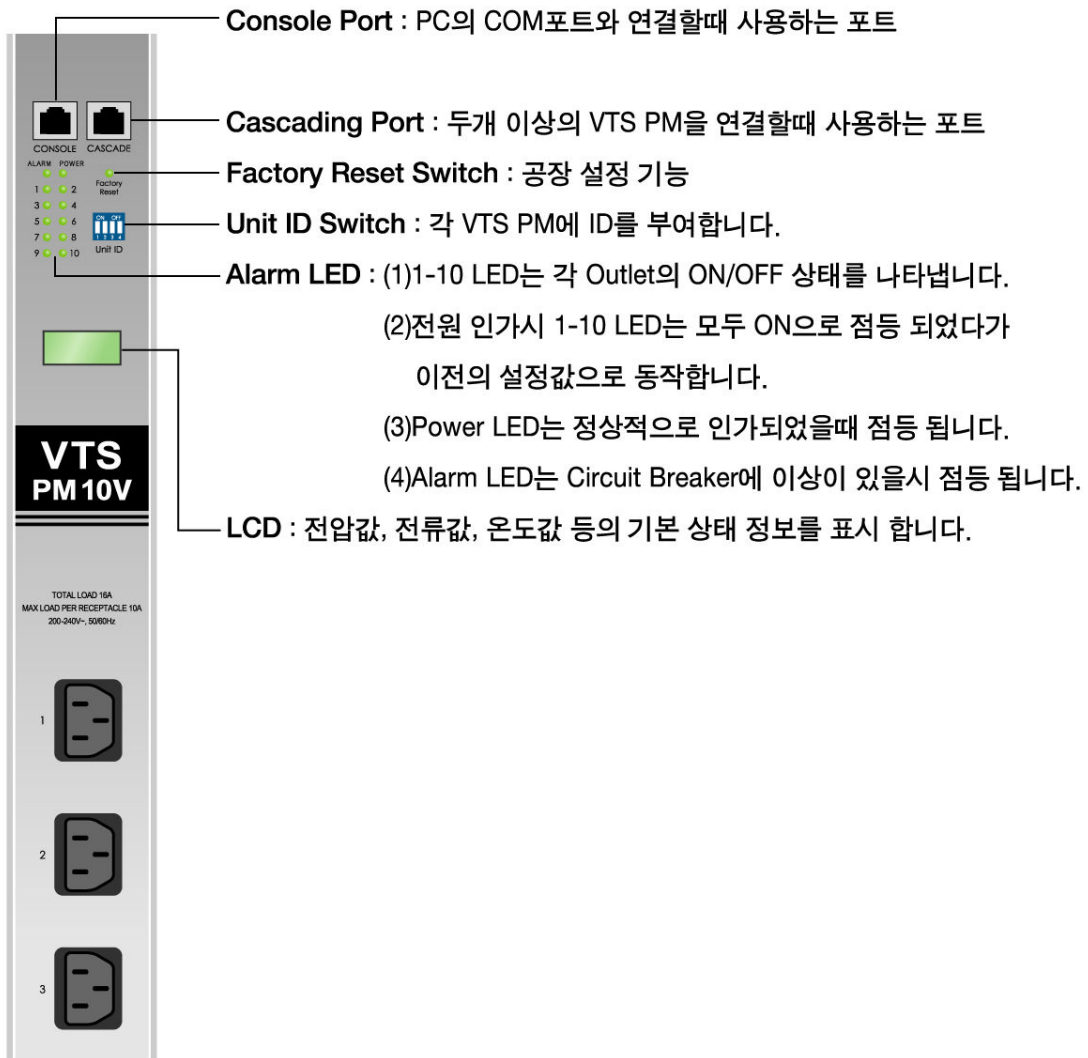 Console Port : PC의 COM포트와 연결할때 사용하는 포트
Cascading Port : 두개 이상의 VTS PM을 연결할때 사용하는 포트
Factory Reset Switch : 공장 설정 기능
Unit ID Switch : 각 VTS PM에 ID를 부여합니다.
Alarm LED : (1)1-10 LED는 각 Outlet의 ON/OFF 상태를 나타냅니다.
(2)전원 인가시 1-10 LED는 모두 ON으로 점등 되었다가
이전의 설정값으로 동작합니다.
(3)Power LED는 정상적으로 인가되었을때 점등 됩니다.
(4)Alarm LED는 Circuit Breaker에 이상이 있을시 점등 됩니다.
LCD : 전압값, 전류값, 온도값 등의 기본 상태 정보를 표시 합니다.
CONSOLE CASCADE
ALARM POWER
Factory
Reset
1 2
3 4
5 6
7 8
9 10
ON OFF
1 2 3 4
Unit ID
VTS
PM 10V
TOTAL LOAD 16A
MAX LOAD PER RECEPTACLE 10A
200-240V~, 50/60Hz
1
2
3